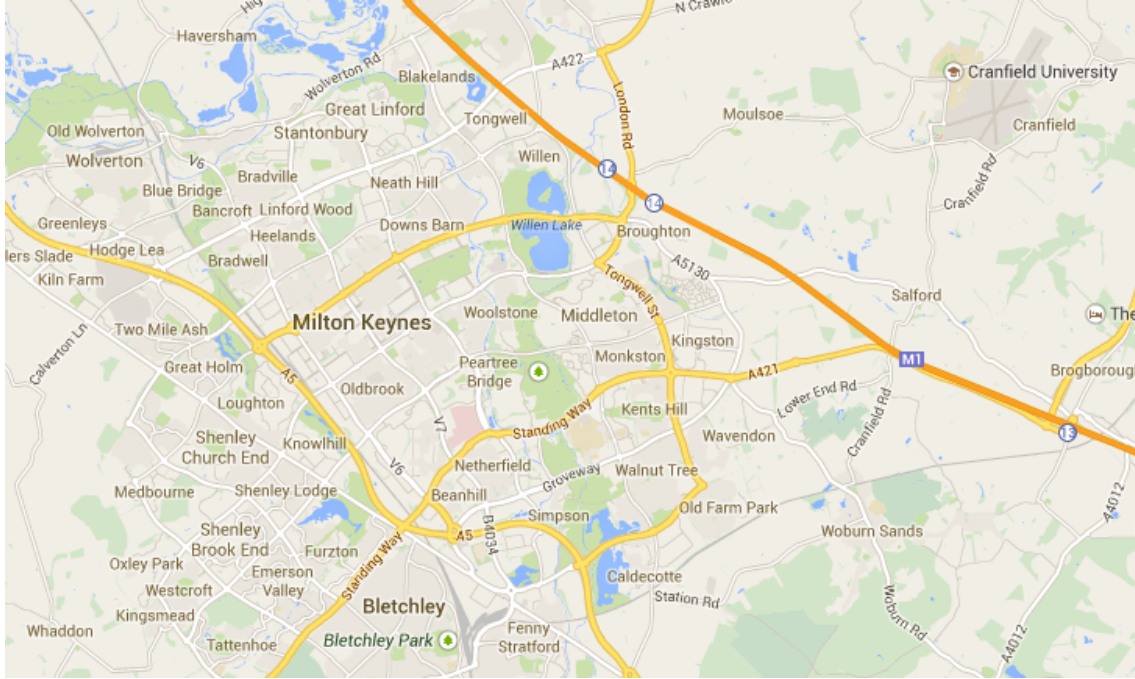 N Crawf
Hig
Haversham
Wolverton Rd
Blakelands
A422
Cranfield University
London Rd
Great Linford
Tongwell
Moulsoe
Cranfield
Old Wolverton
Stantonbury
Wolverton
V6
Willen
14
Bradville
Neath Hill
Blue Bridge
Cranfield Rd
14
Bancroft
Linford Wood
Greenleys
Downs Barn
Willen Lake
Broughton
Heelands
lers Slade
Hodge Lea
Bradwell
A5130
Kiln Farm
Tongwell St
Salford
Woolstone
Middleton
The
Milton Keynes
Two Mile Ash
Kingston
Calverton Ln
Monkston
M1
Great Holm
Peartree
Bridge
A5
A421
Brogboroug
Oldbrook
Lower End Rd
Loughton
Kents Hill
V7
Standing Way
Cranfield Rd
13
Shenley
Church End
Knowlhill
Wavendon
Netherfield
V6
Groveway
Walnut Tree
Medbourne
Shenley Lodge
Beanhill
A4012
Old Farm Park
Simpson
Shenley
Brook End
A5
B4034
Woburn Sands
Furzton
Standing Way
Oxley Park
Emerson
Valley
Caldecotte
Westcroft
Station Rd
Bletchley
Kingsmead
Woburn Rd
Whaddon
Fenny
Stratford
Bletchley Park
Tattenhoe
A4012